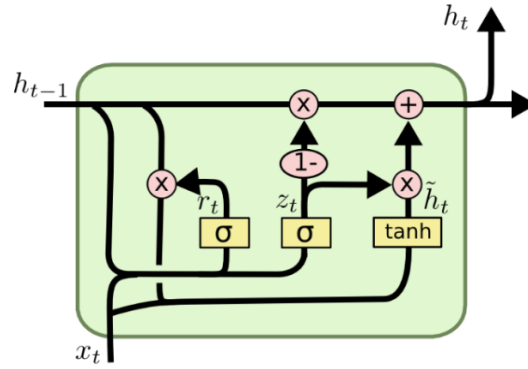 h_t
h_{t-1}
x
+
1-
x
r_t
z_t
x
h̃_t
σ
σ
tanh
x_t